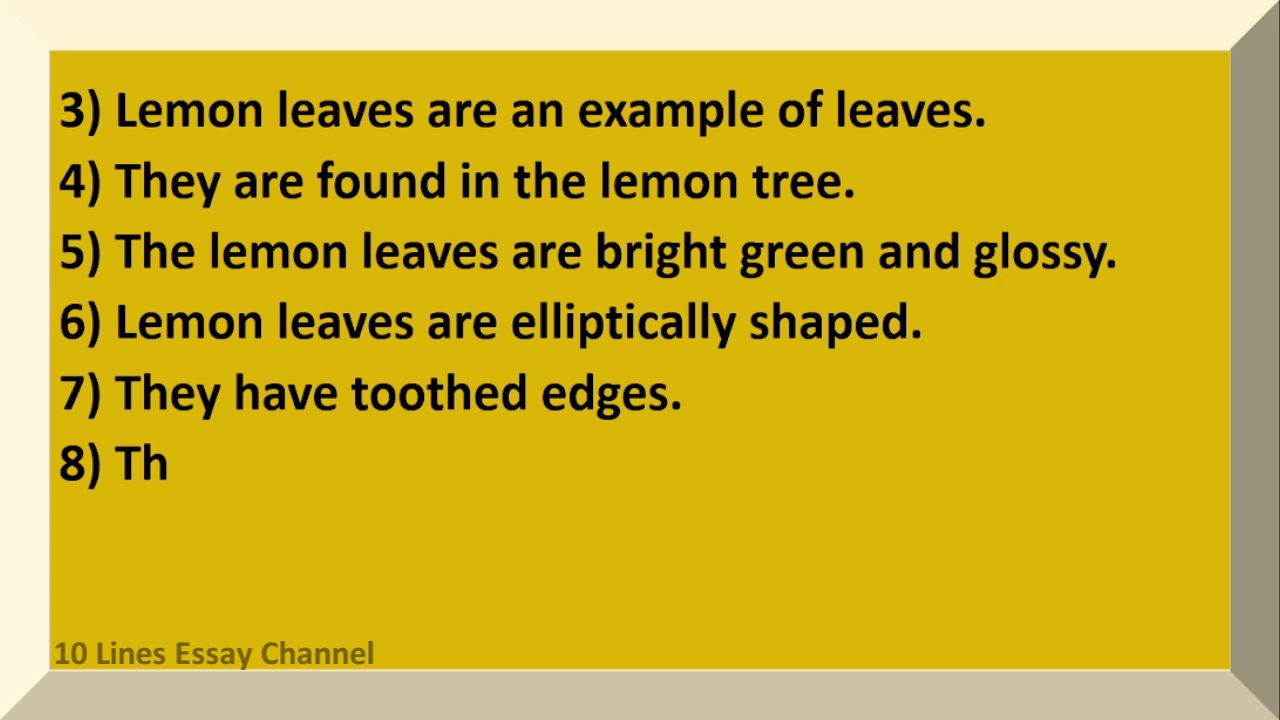 3) Lemon leaves are an example of leaves.
4) They are found in the lemon tree.
5) The lemon leaves are bright green and glossy.
6) Lemon leaves are elliptically shaped.
7) They have toothed edges.
8) Th
10 Lines Essay Channel